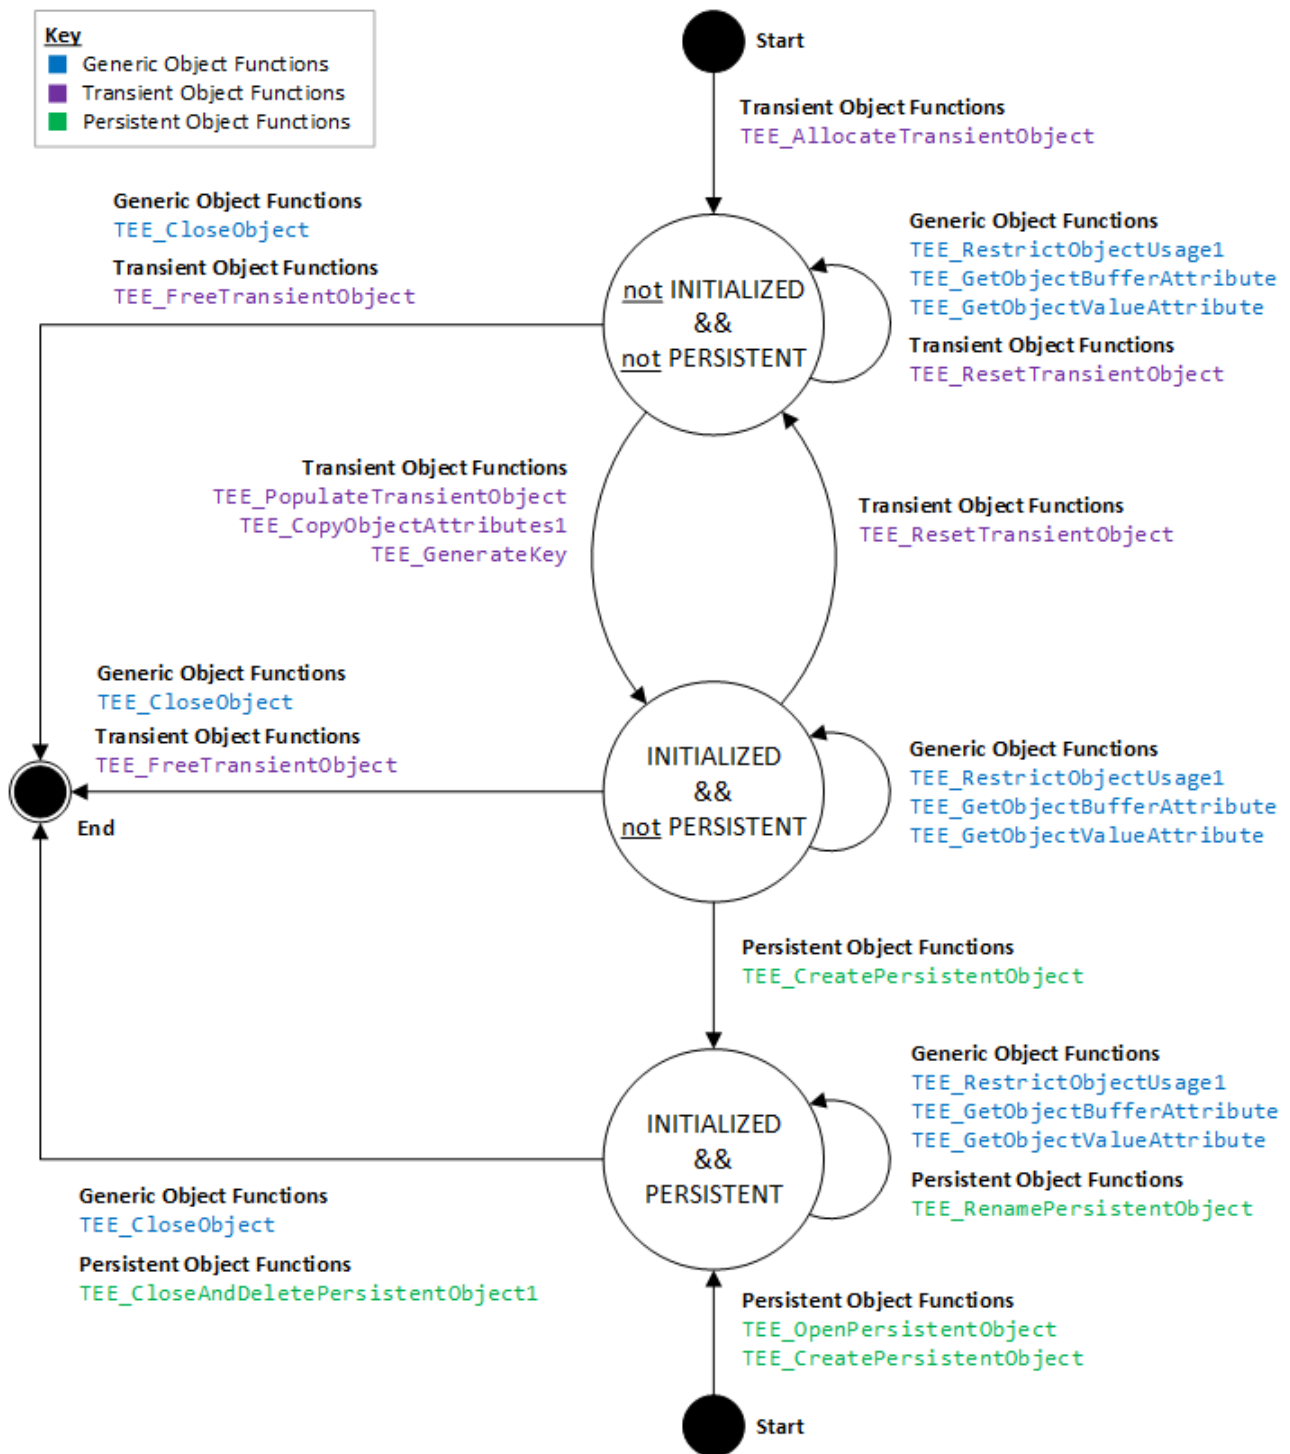 Key
Generic Object Functions
Transient Object Functions
Persistent Object Functions
Start
Transient Object Functions
TEE_AllocateTransientObject
Generic Object Functions
TEE_CloseObject
Transient Object Functions
TEE_FreeTransientObject
not INITIALIZED
&&
not PERSISTENT
Generic Object Functions
TEE_RestrictObjectUsage1
TEE_GetObjectBufferAttribute
TEE_GetObjectValueAttribute
Transient Object Functions
TEE_ResetTransientObject
Transient Object Functions
TEE_PopulateTransientObject
TEE_CopyObjectAttributes1
TEE_GenerateKey
Transient Object Functions
TEE_ResetTransientObject
Generic Object Functions
TEE_CloseObject
Transient Object Functions
TEE_FreeTransientObject
End
INITIALIZED
&&
not PERSISTENT
Generic Object Functions
TEE_RestrictObjectUsage1
TEE_GetObjectBufferAttribute
TEE_GetObjectValueAttribute
Persistent Object Functions
TEE_CreatePersistentObject
INITIALIZED
&&
PERSISTENT
Generic Object Functions
TEE_RestrictObjectUsage1
TEE_GetObjectBufferAttribute
TEE_GetObjectValueAttribute
Persistent Object Functions
TEE_RenamePersistentObject
Generic Object Functions
TEE_CloseObject
Persistent Object Functions
TEE_CloseAndDeletePersistentObject1
Persistent Object Functions
TEE_OpenPersistentObject
TEE_CreatePersistentObject
Start